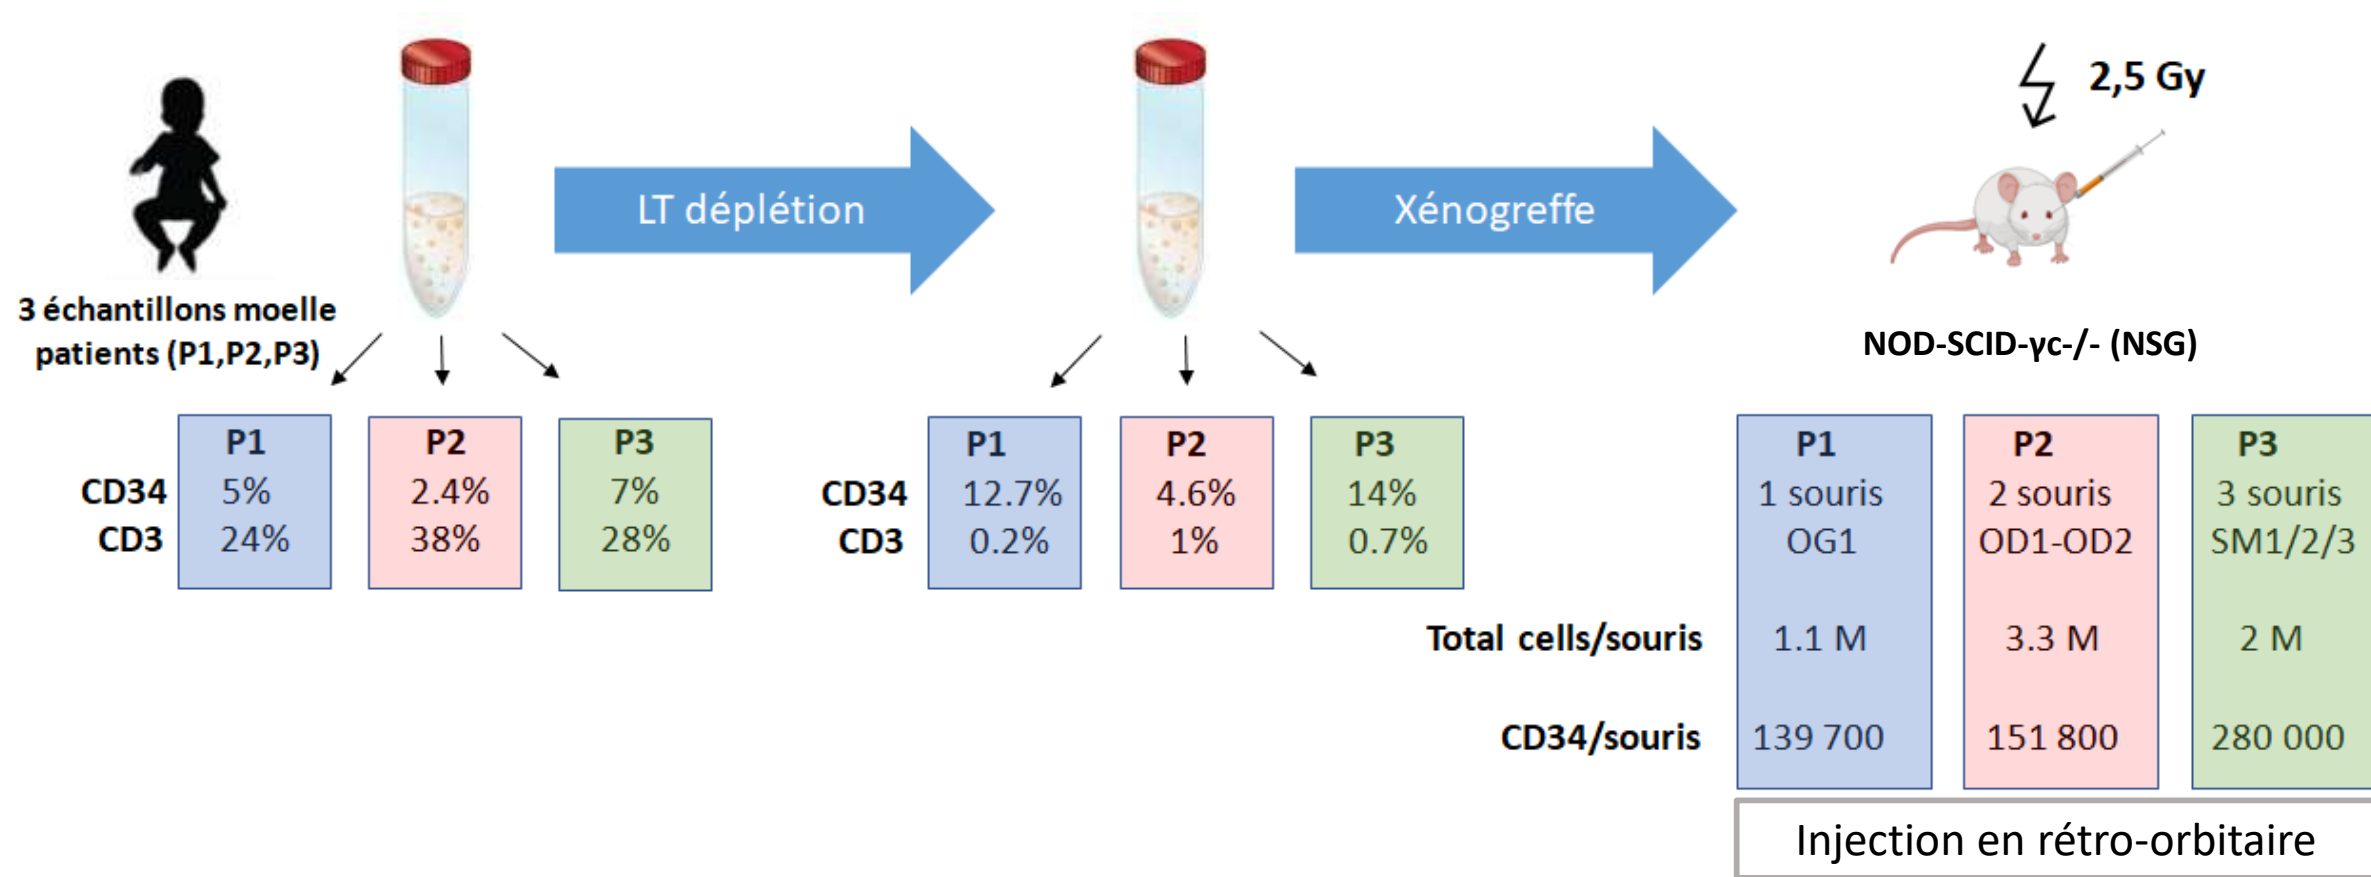 2,5 Gy
LT déplétion
Xénogreffe
3 échantillons moelle
patients (P1,P2,P3)
NOD-SCID-γc-/- (NSG)
P1 P2 P3
CD34 5% 2.4% 7%
CD3 24% 38% 28%
P1 P2 P3
CD34 12.7% 4.6% 14%
CD3 0.2% 1% 0.7%
P1 P2 P3
1 souris 2 souris 3 souris
OG1 OD1-OD2 SM1/2/3
Total cells/souris 1.1 M 3.3 M 2 M
CD34/souris 139 700 151 800 280 000
Injection en rétro-orbitaire